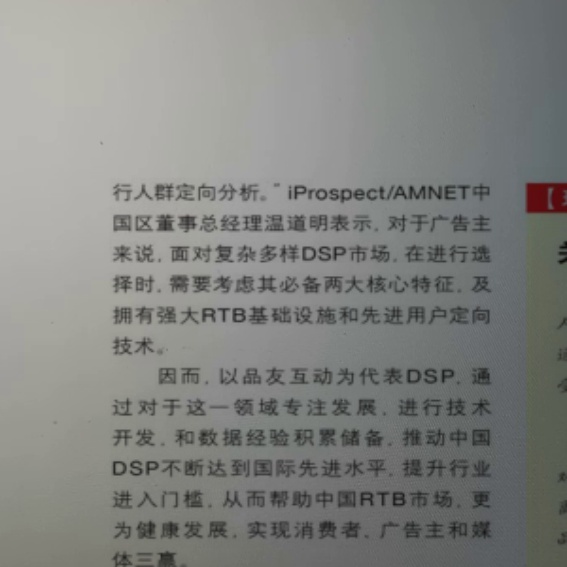 行人群定向分析。”iProspect/AMNET中
国区董事总经理温道明表示,对于广告主
来说,面对复杂多样DSP市场,在进行选
择时,需要考虑其必备两大核心特征,及
拥有强大RTB基础设施和先进用户定向
技术。
因而,以品友互动为代表DSP,通
过对于这一领域专注发展,进行技术
开发,和数据经验积累储备,推动中国
DSP不断达到国际先进水平,提升行业
进入门槛,从而帮助中国RTB市场,更
为健康发展,实现消费者、广告主和媒
体三赢。
【